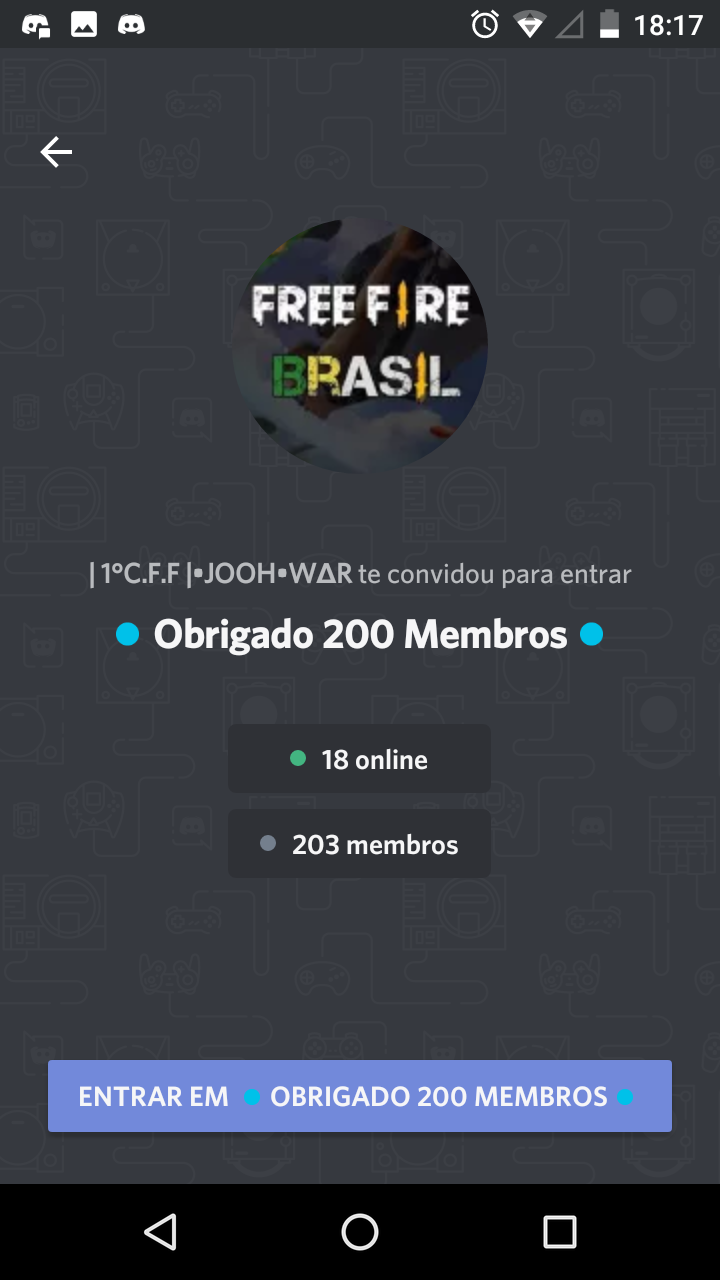 18:17
FREE FIRE
BRASIL
| 1°C.F.F |•JOOH•WΔR te convidou para entrar
Obrigado 200 Membros
18 online
203 membros
ENTRAR EM OBRIGADO 200 MEMBROS